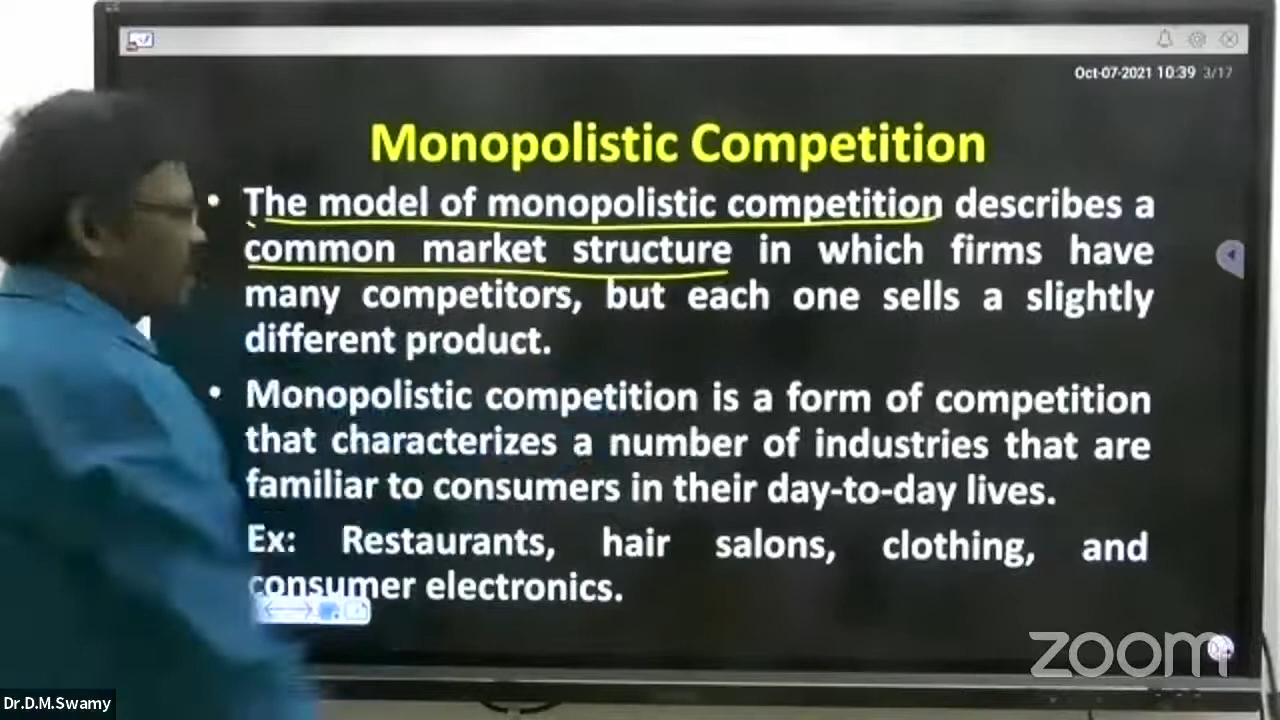 Oct-07-2021 10:39 3/17
Monopolistic Competition
• The model of monopolistic competition describes a
common market structure in which firms have
many competitors, but each one sells a slightly
different product.
• Monopolistic competition is a form of competition
that characterizes a number of industries that are
familiar to consumers in their day-to-day lives.
Ex: Restaurants, hair salons, clothing, and
consumer electronics.
zoom
Dr.D.M.Swamy